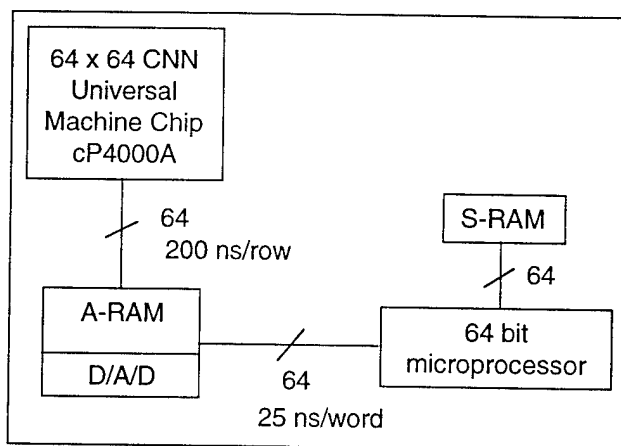 64 x 64 CNN
Universal
Machine Chip
cP4000A
64
200 ns/row
S-RAM
64
A-RAM
D/A/D
64
25 ns/word
64 bit
microprocessor